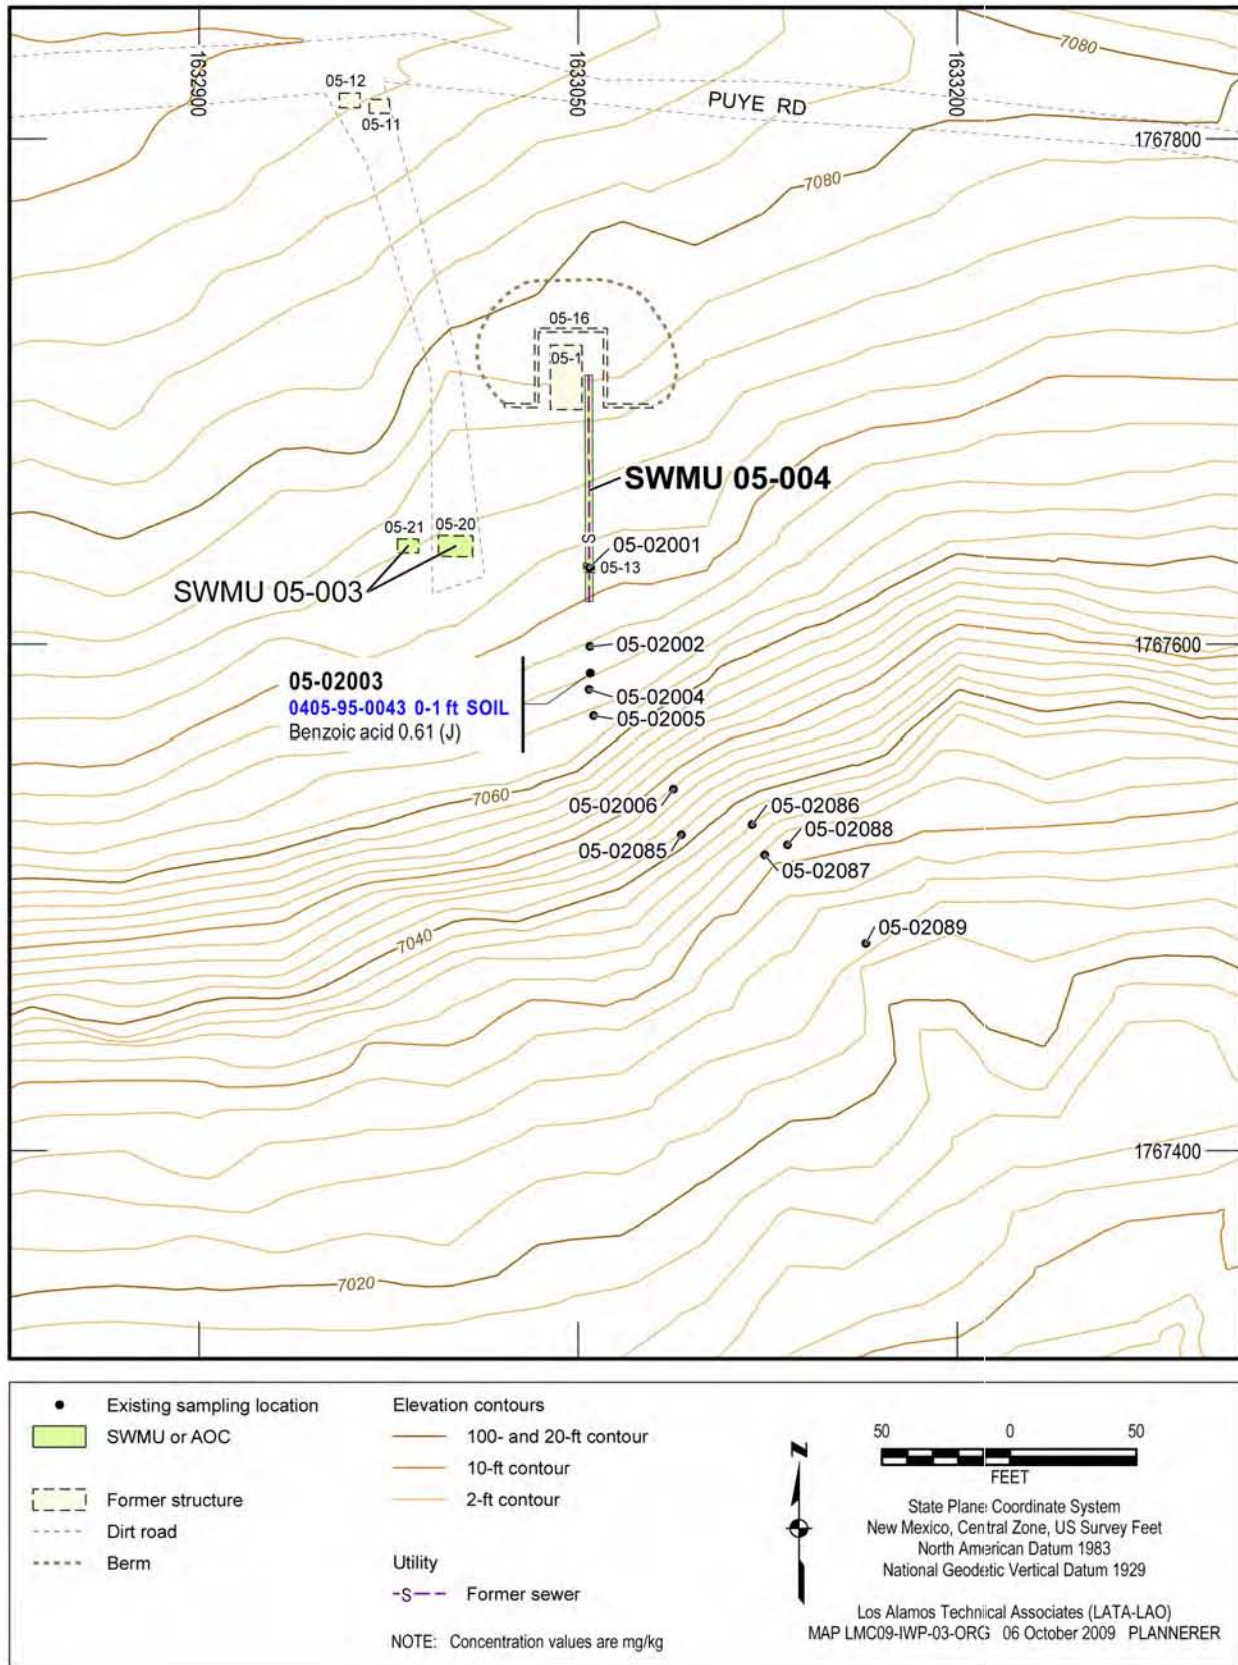 1632900
1633050
1633200
7080
PUYE RD
05-12
05-11
1767800
7080
05-16
05-1
SWMU 05-004
S
05-21
05-20
05-02001
05-13
SWMU 05-003
05-02002
1767600
05-02003
0405-95-0043 0-1 ft SOIL
Benzoic acid 0.61 (J)
05-02004
05-02005
7060
05-02006
05-02086
05-02088
05-02085
05-02087
05-02089
7040
1767400
7020
Existing sampling location
SWMU or AOC
Former structure
Dirt road
Berm
Elevation contours
100- and 20-ft contour
10-ft contour
2-ft contour
Utility
-S- Former sewer
NOTE: Concentration values are mg/kg
N
50 0 50
FEET
State Plane Coordinate System
New Mexico, Central Zone, US Survey Feet
North American Datum 1983
National Geodetic Vertical Datum 1929
Los Alamos Technical Associates (LATA-LAO)
MAP LMC09-IWP-03-ORG 06 October 2009 PLANNERER